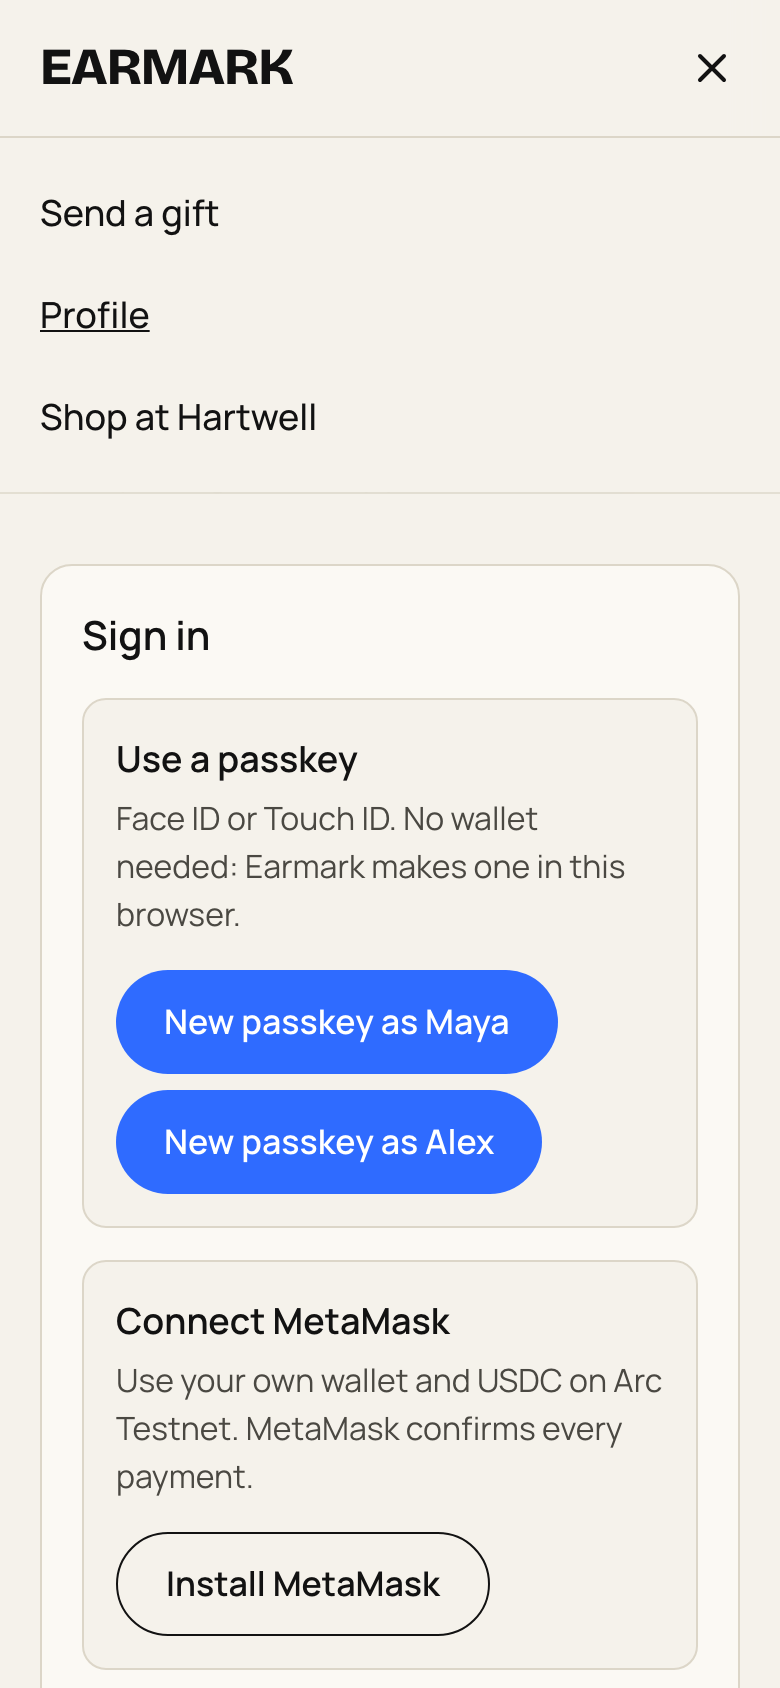 EARMARK
Send a gift
Profile
Shop at Hartwell
Sign in
Use a passkey
Face ID or Touch ID. No wallet
needed: Earmark makes one in this
browser.
New passkey as Maya
New passkey as Alex
Connect MetaMask
Use your own wallet and USDC on Arc
Testnet. MetaMask confirms every
payment.
Install MetaMask